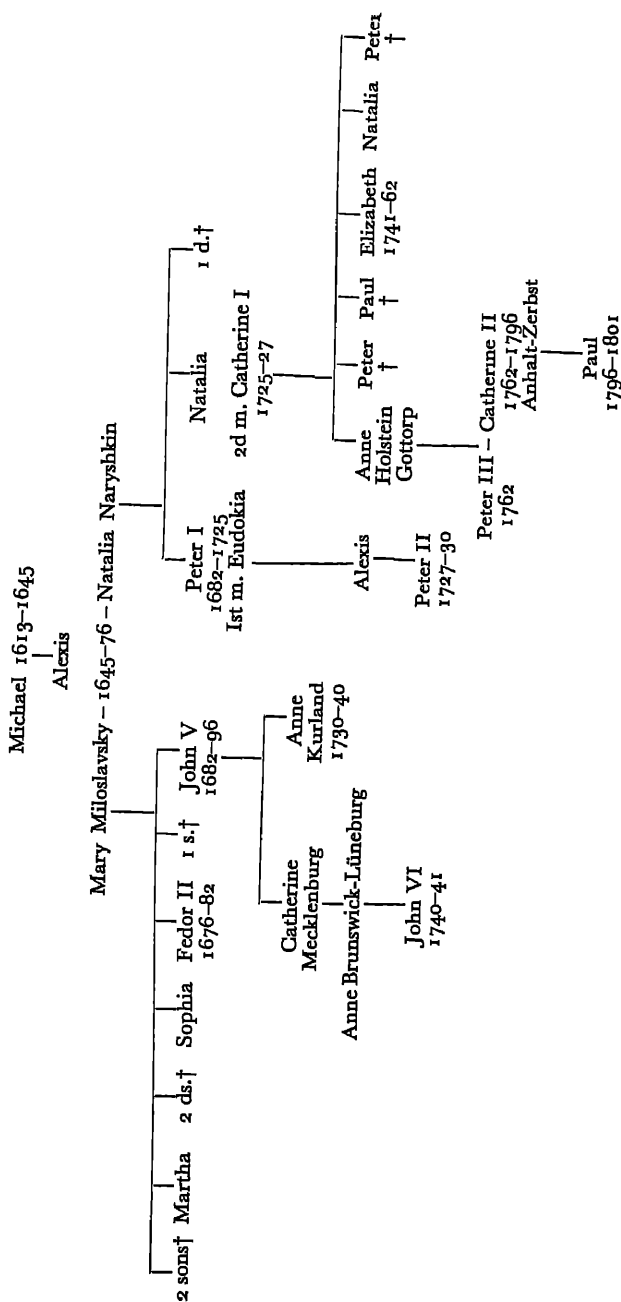 Michael 1613–1645
Alexis
Mary Miloslavsky – 1645–76 – Natalia Naryshkin
2 sons† Martha 2 ds.† Sophia Fedor II 1 s.† John V
1676–82 1682–96
Peter I Natalia 1 d.†
1682–1725
Ist m. Eudokia 2d m. Catherine I
1725–27
Catherine Anne
Mecklenburg Kurland
1730–40
Anne Brunswick-Lüneburg
John VI
1740–41
Alexis
Peter II
1727–30
Anne Peter Paul Elizabeth Natalia Peter
Holstein † † 1741–62 †
Gottorp
Peter III – Catherine II
1762 1762–1796
Anhalt-Zerbst
Paul
1796–1801